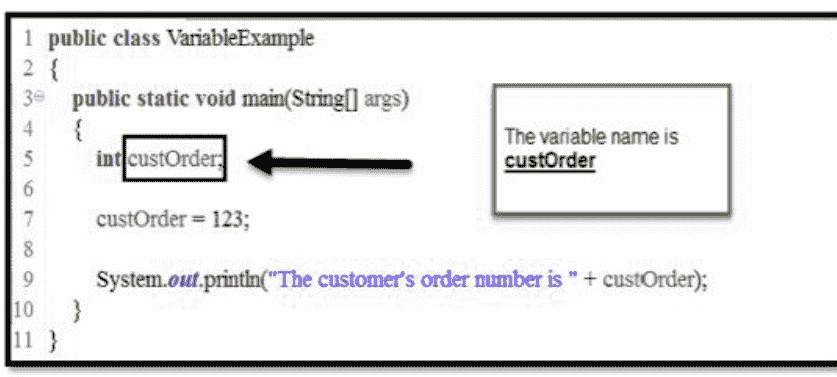 1 public class VariableExample
2 {
3 public static void main(String[] args)
4 {
5 int custOrder;
6
7 custOrder = 123;
8
9 System.out.println("The customer's order number is " + custOrder);
10 }
11 }
The variable name is
custOrder